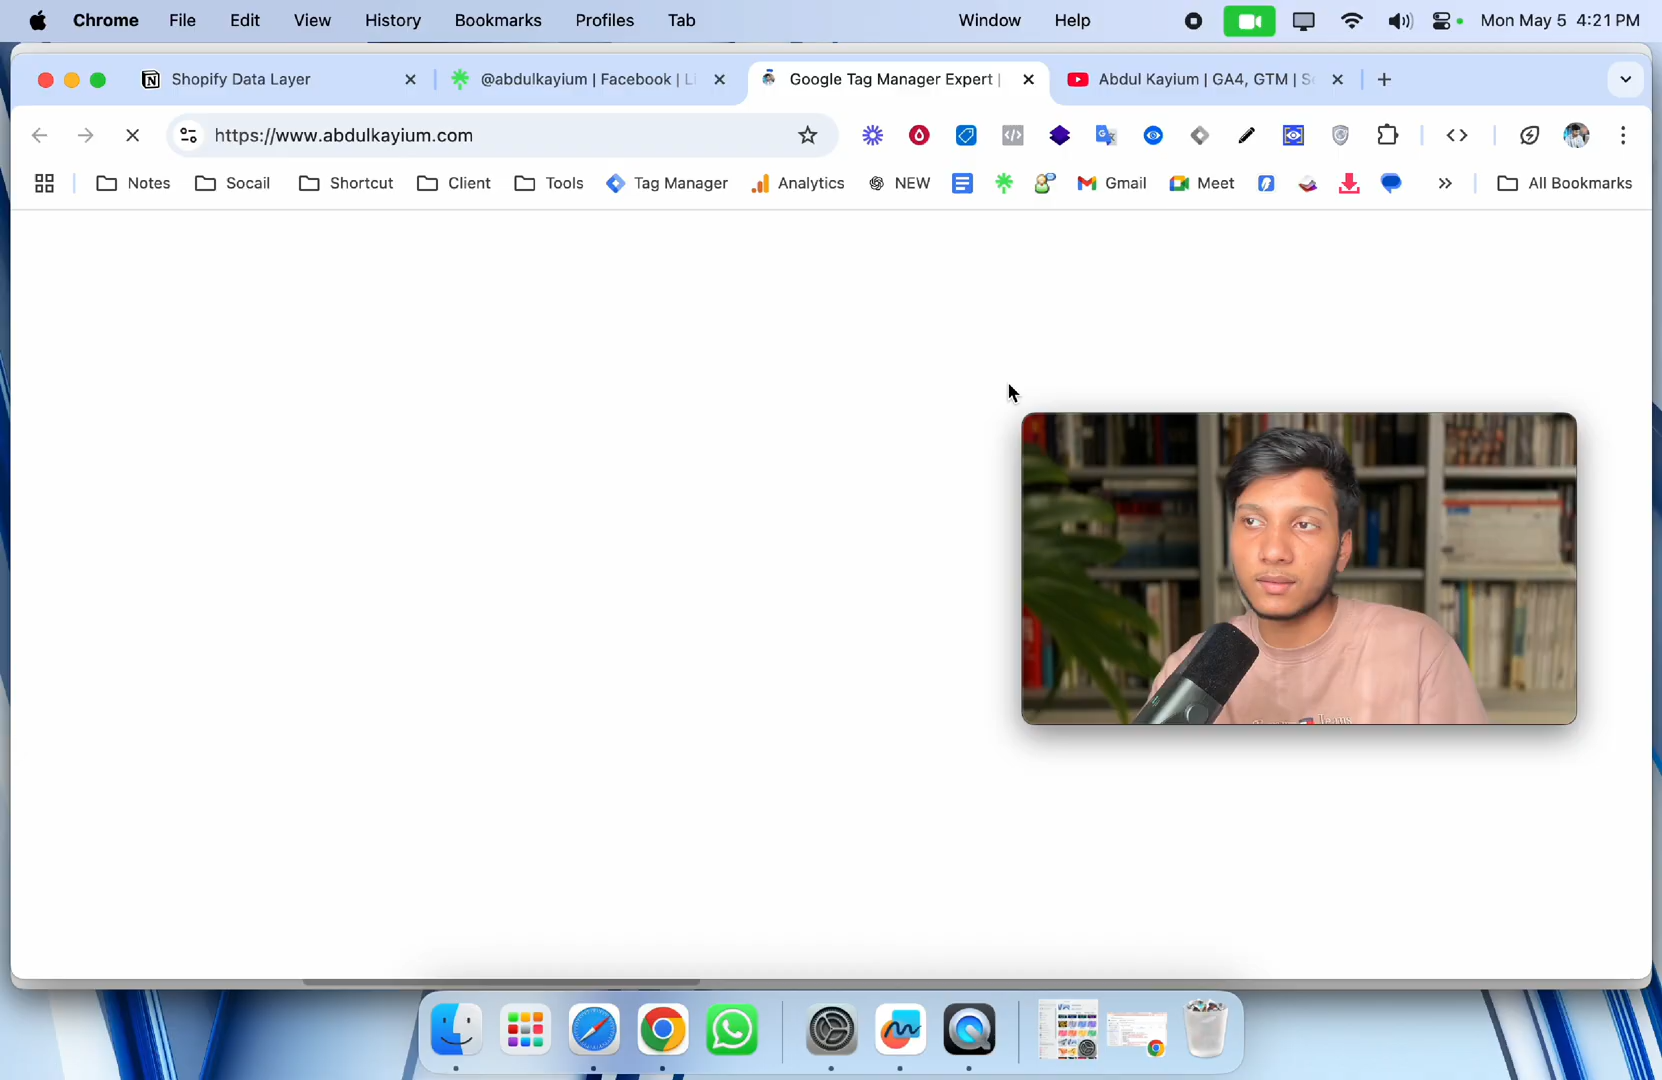 Chrome File Edit View History Bookmarks Profiles Tab Window Help Mon May 5 4:21 PM
Shopify Data Layer @abdulkayium | Facebook | Li Google Tag Manager Expert | Abdul Kayium | GA4, GTM | S
https://www.abdulkayium.com
Notes Socail Shortcut Client Tools Tag Manager Analytics NEW Gmail Meet All Bookmarks